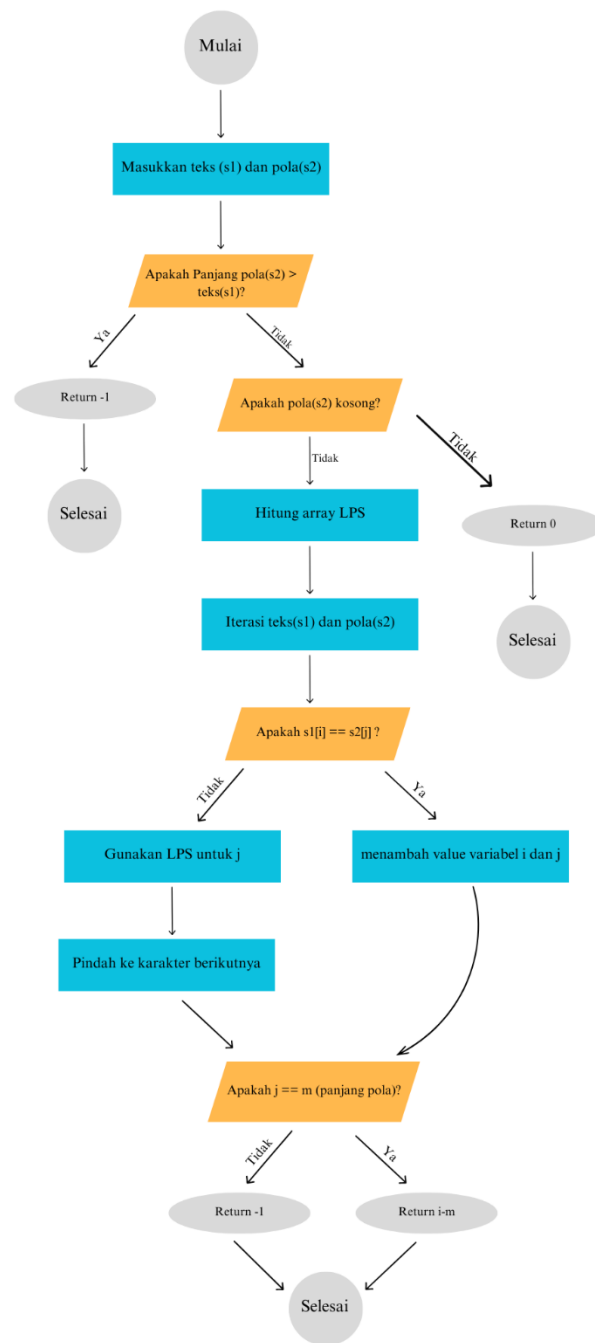 Mulai
Masukkan teks (s1) dan pola(s2)
Apakah Panjang pola(s2) >
teks(s1)?
Ya
Tidak
Return -1
Apakah pola(s2) kosong?
Tidak
Tidak
Selesai
Hitung array LPS
Return 0
Iterasi teks(s1) dan pola(s2)
Selesai
Apakah s1[i] == s2[j] ?
Tidak
Ya
Gunakan LPS untuk j
menambah value variabel i dan j
Pindah ke karakter berikutnya
Apakah j == m (panjang pola)?
Tidak
Ya
Return -1
Return i-m
Selesai